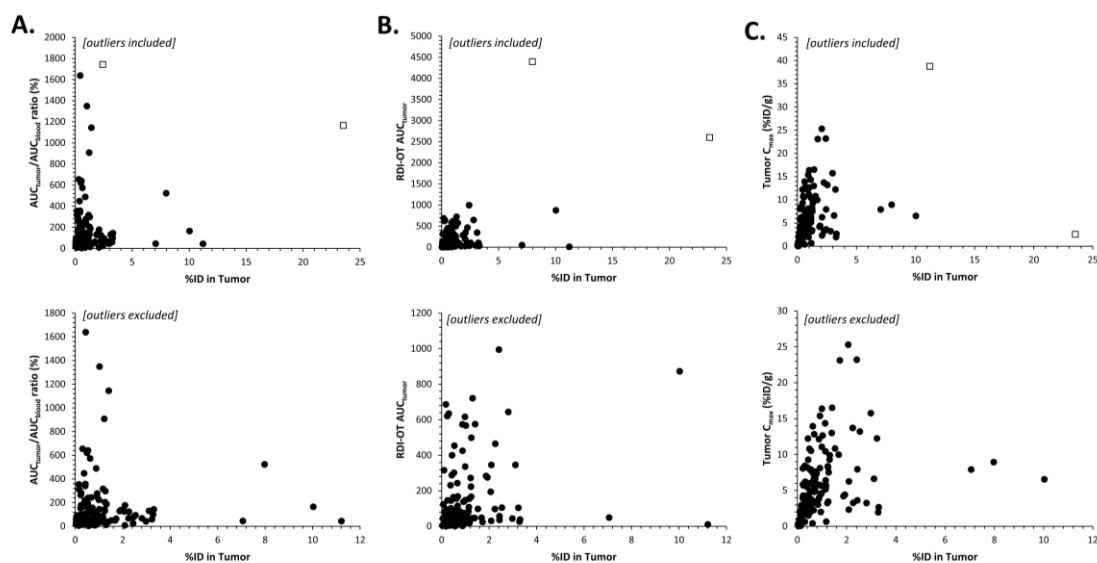 A.
[outliers included]
AUCtumor/AUCblood ratio (%)
2000
1800
1600
1400
1200
1000
800
600
400
200
0
0 5 10 15 20 25
%ID in Tumor
B.
[outliers included]
RDI-OT AUCtumor
5000
4500
4000
3500
3000
2500
2000
1500
1000
500
0
0 5 10 15 20 25
%ID in Tumor
C.
[outliers included]
Tumor Cmax (%ID/g)
45
40
35
30
25
20
15
10
5
0
0 5 10 15 20 25
%ID in Tumor
[outliers excluded]
AUCtumor/AUCblood ratio (%)
1800
1600
1400
1200
1000
800
600
400
200
0
0 2 4 6 8 10 12
%ID in Tumor
[outliers excluded]
RDI-OT AUCtumor
1200
1000
800
600
400
200
0
0 2 4 6 8 10 12
%ID in Tumor
[outliers excluded]
Tumor Cmax (%ID/g)
30
25
20
15
10
5
0
0 2 4 6 8 10 12
%ID in Tumor